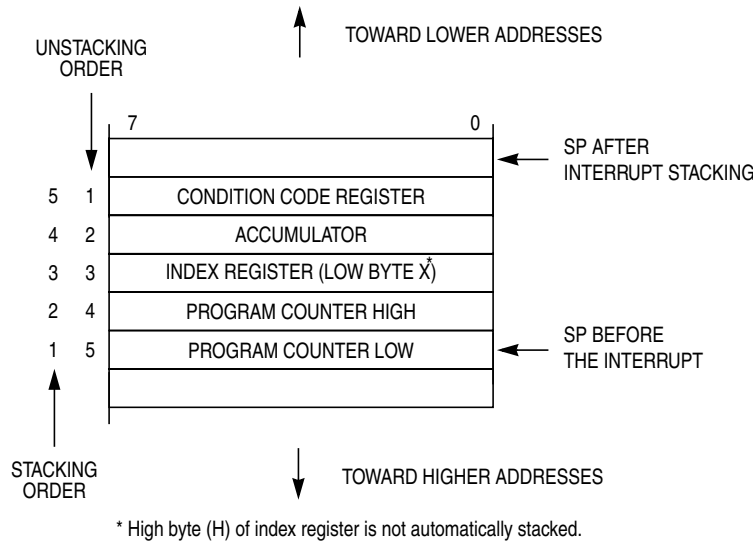 TOWARD LOWER ADDRESSES
UNSTACKING
ORDER
7 0
SP AFTER
INTERRUPT STACKING
5 1 CONDITION CODE REGISTER
4 2 ACCUMULATOR
3 3 INDEX REGISTER (LOW BYTE X*)
2 4 PROGRAM COUNTER HIGH
1 5 PROGRAM COUNTER LOW
SP BEFORE
THE INTERRUPT
STACKING
ORDER
TOWARD HIGHER ADDRESSES
* High byte (H) of index register is not automatically stacked.